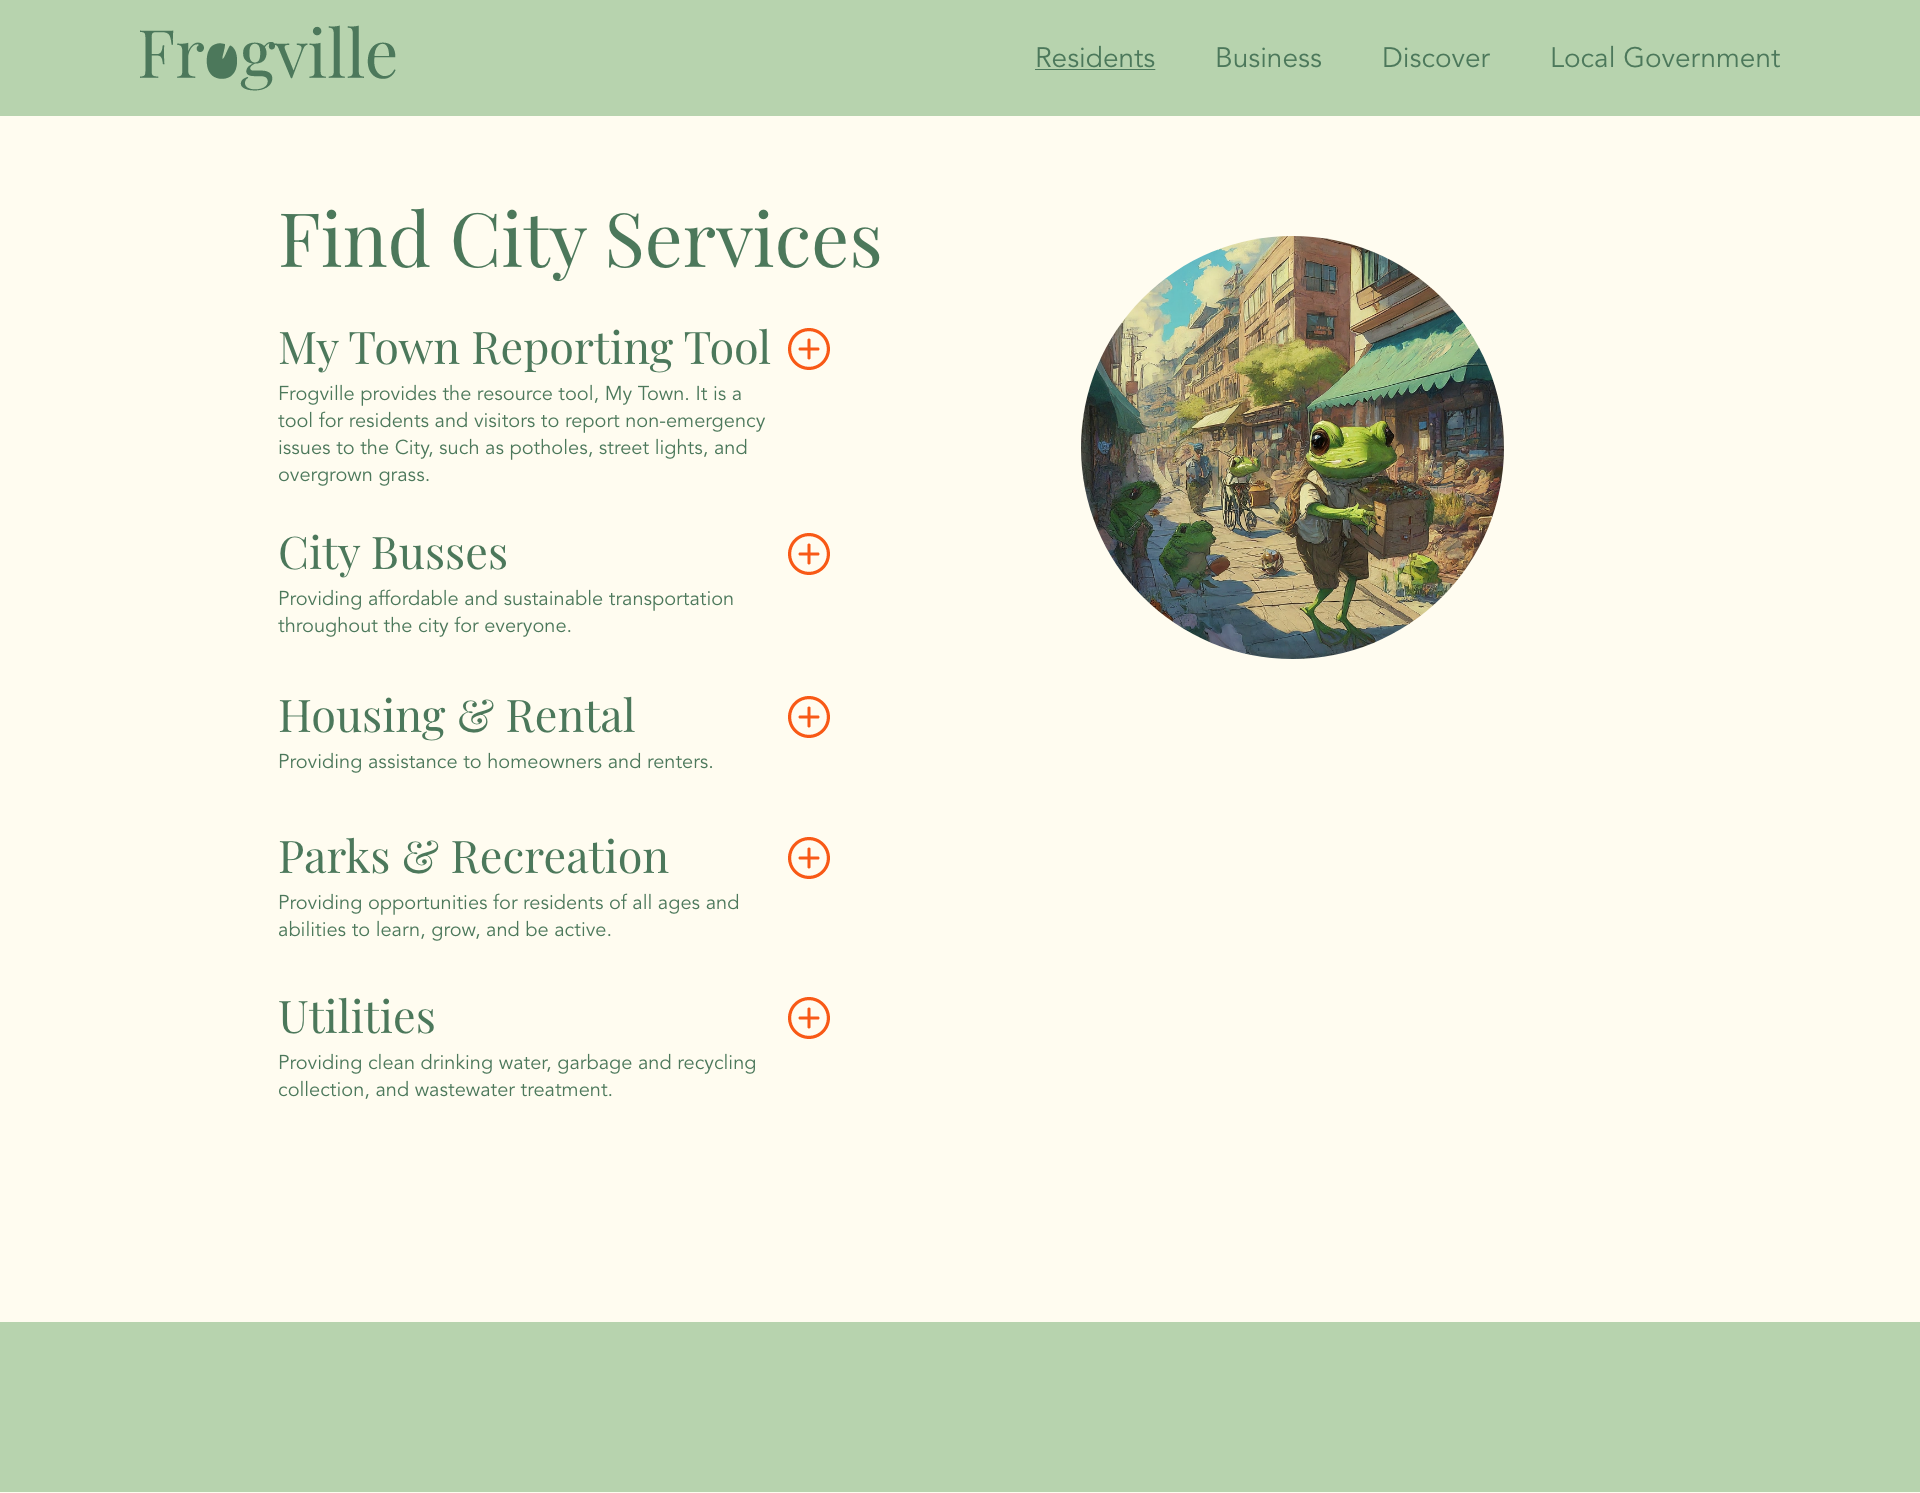 Frogville
Residents
Business
Discover
Local Government
Find City Services
My Town Reporting Tool
Frogville provides the resource tool, My Town. It is a
tool for residents and visitors to report non-emergency
issues to the City, such as potholes, street lights, and
overgrown grass.
City Busses
Providing affordable and sustainable transportation
throughout the city for everyone.
Housing & Rental
Providing assistance to homeowners and renters.
Parks & Recreation
Providing opportunities for residents of all ages and
abilities to learn, grow, and be active.
Utilities
Providing clean drinking water, garbage and recycling
collection, and wastewater treatment.